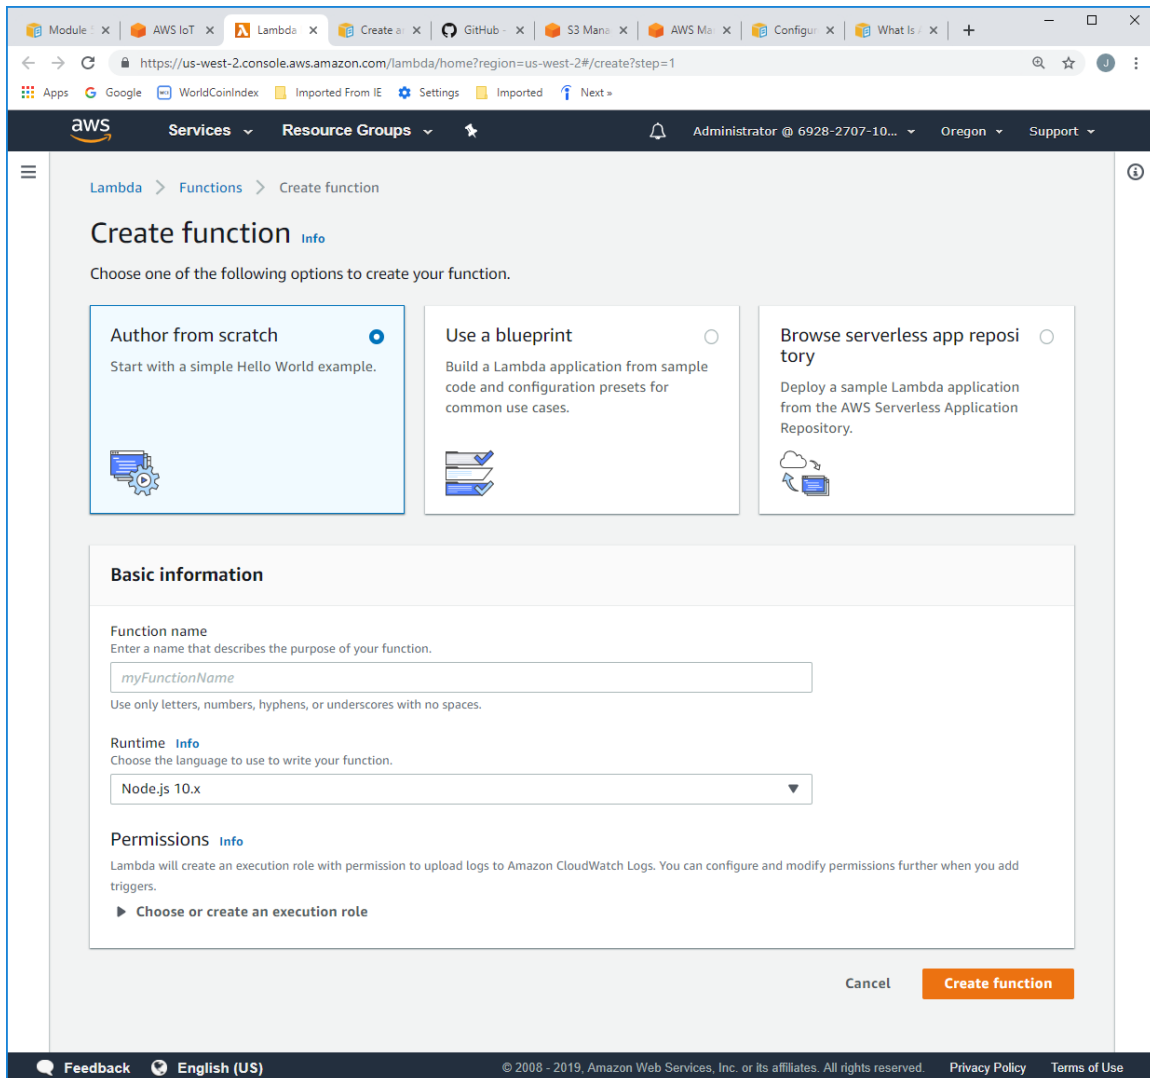 Module S
AWS IoT
Lambda
Create a
GitHub -
S3 Mana
AWS Ma
Configur
What Is A
https://us-west-2.console.aws.amazon.com/lambda/home?region=us-west-2#/create?step=1
J
Apps Google WorldCoinIndex Imported From IE Settings Imported Next »
aws Services Resource Groups Administrator @ 6928-2707-10... Oregon Support
Lambda > Functions > Create function
Create function Info
Choose one of the following options to create your function.
Author from scratch
Start with a simple Hello World example.
Use a blueprint
Build a Lambda application from sample
code and configuration presets for
common use cases.
Browse serverless app reposi
tory
Deploy a sample Lambda application
from the AWS Serverless Application
Repository.
Basic information
Function name
Enter a name that describes the purpose of your function.
myFunctionName
Use only letters, numbers, hyphens, or underscores with no spaces.
Runtime Info
Choose the language to use to write your function.
Node.js 10.x
Permissions Info
Lambda will create an execution role with permission to upload logs to Amazon CloudWatch Logs. You can configure and modify permissions further when you add
triggers.
Choose or create an execution role
Cancel Create function
Feedback English (US) © 2008 - 2019, Amazon Web Services, Inc. or its affiliates. All rights reserved. Privacy Policy Terms of Use